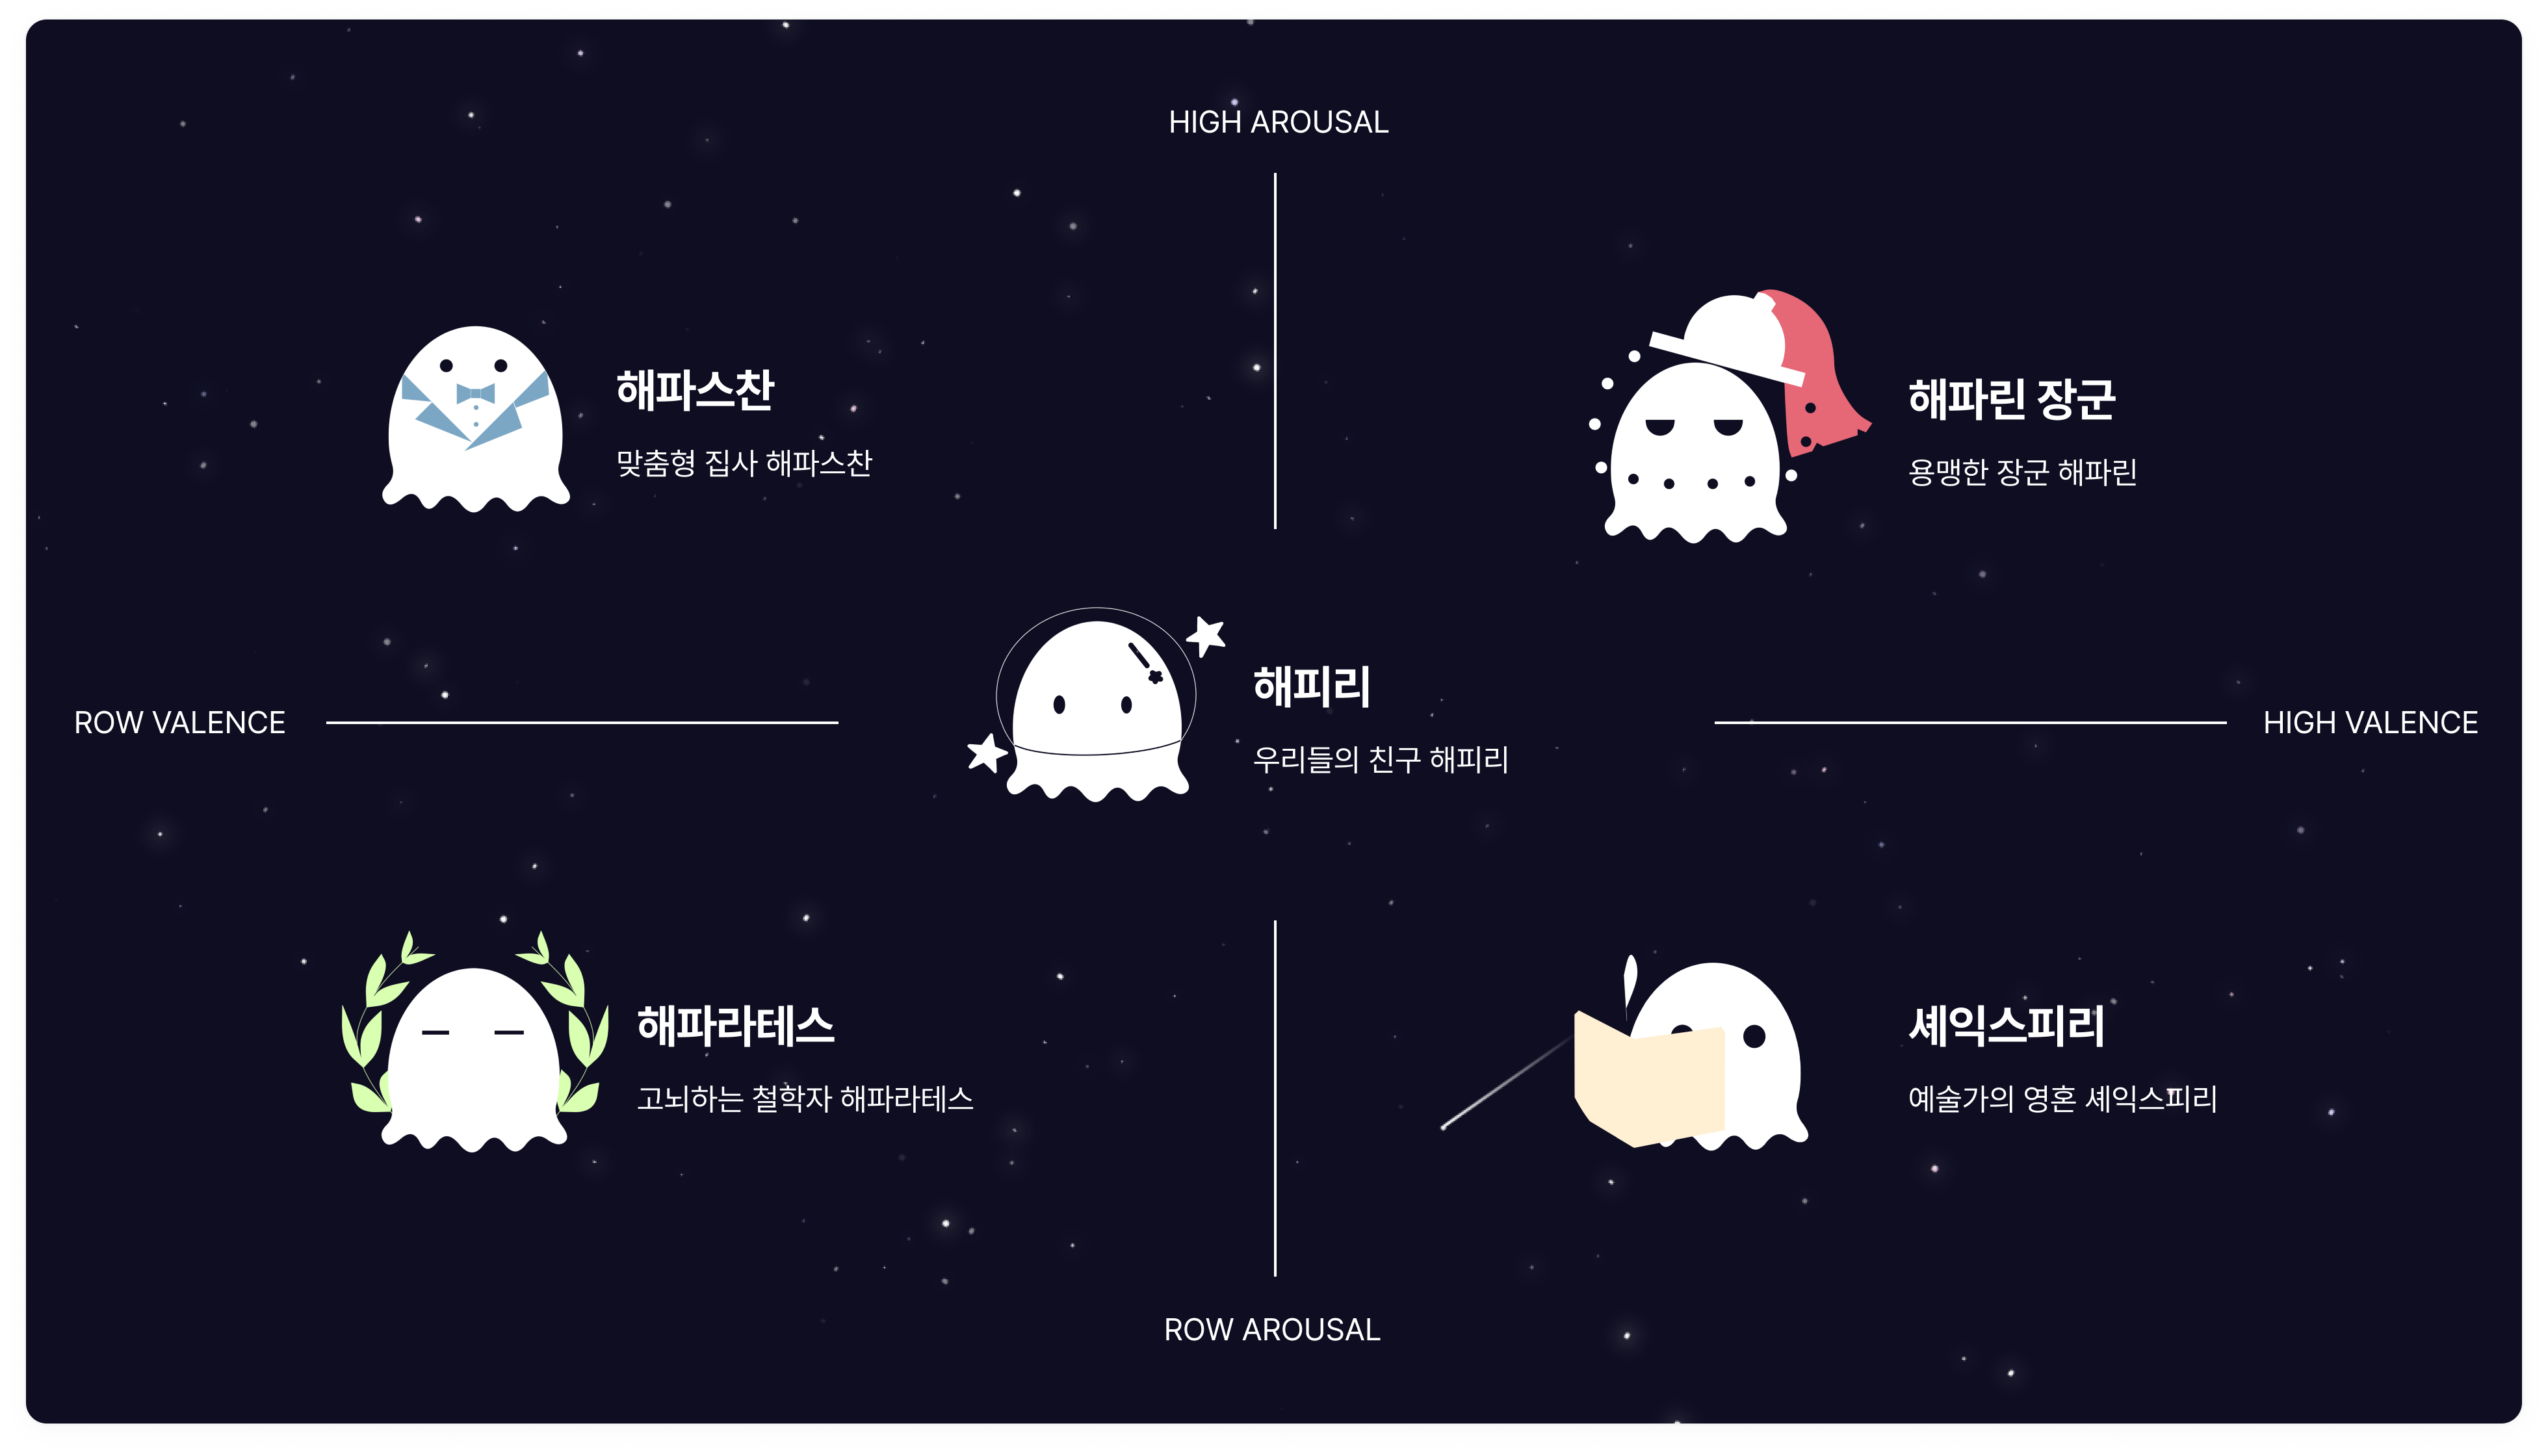 HIGH AROUSAL
해파스찬
맞춤형 집사 해파스찬
해파린 장군
용맹한 장군 해파린
해피리
우리들의 친구 해피리
ROW VALENCE
HIGH VALENCE
해파라테스
고뇌하는 철학자 해파라테스
셰익스피리
예술가의 영혼 셰익스피리
ROW AROUSAL